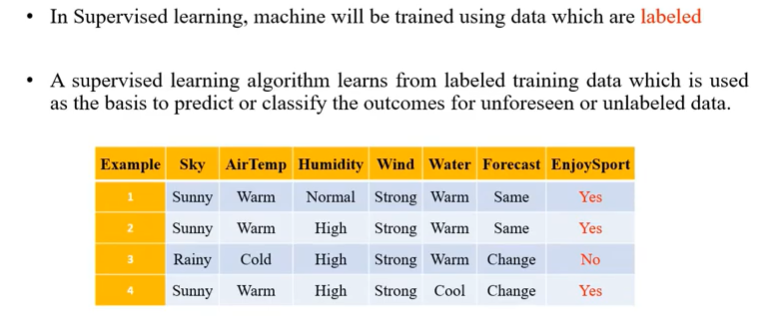 • In Supervised learning, machine will be trained using data which are labeled
• A supervised learning algorithm learns from labeled training data which is used
as the basis to predict or classify the outcomes for unforeseen or unlabeled data.
Example Sky AirTemp Humidity Wind Water Forecast EnjoySport
1 Sunny Warm Normal Strong Warm Same Yes
2 Sunny Warm High Strong Warm Same Yes
3 Rainy Cold High Strong Warm Change No
4 Sunny Warm High Strong Cool Change Yes